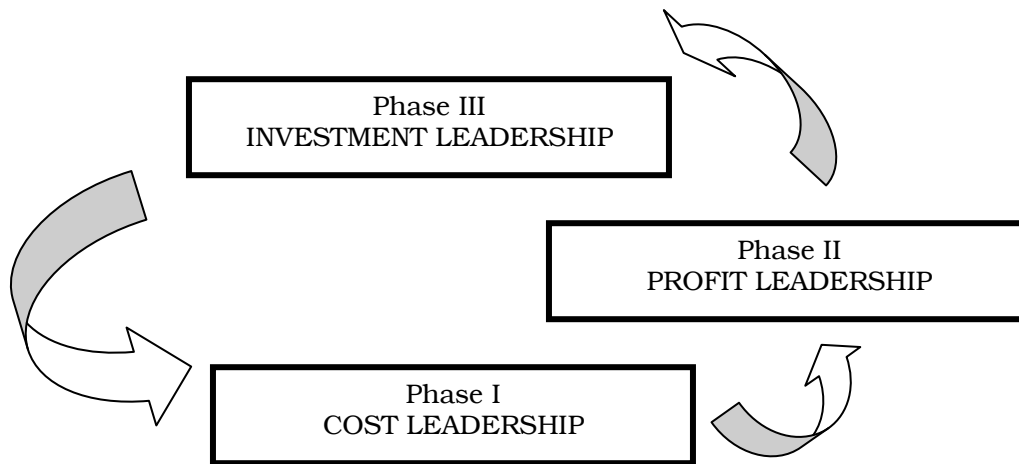 Phase III
INVESTMENT LEADERSHIP
Phase II
PROFIT LEADERSHIP
Phase I
COST LEADERSHIP